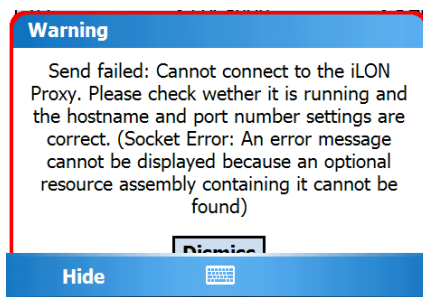 Warning
Send failed: Cannot connect to the iLON
Proxy. Please check wether it is running and
the hostname and port number settings are
correct. (Socket Error: An error message
cannot be displayed because an optional
resource assembly containing it cannot be
found)
Dismiss
Hide